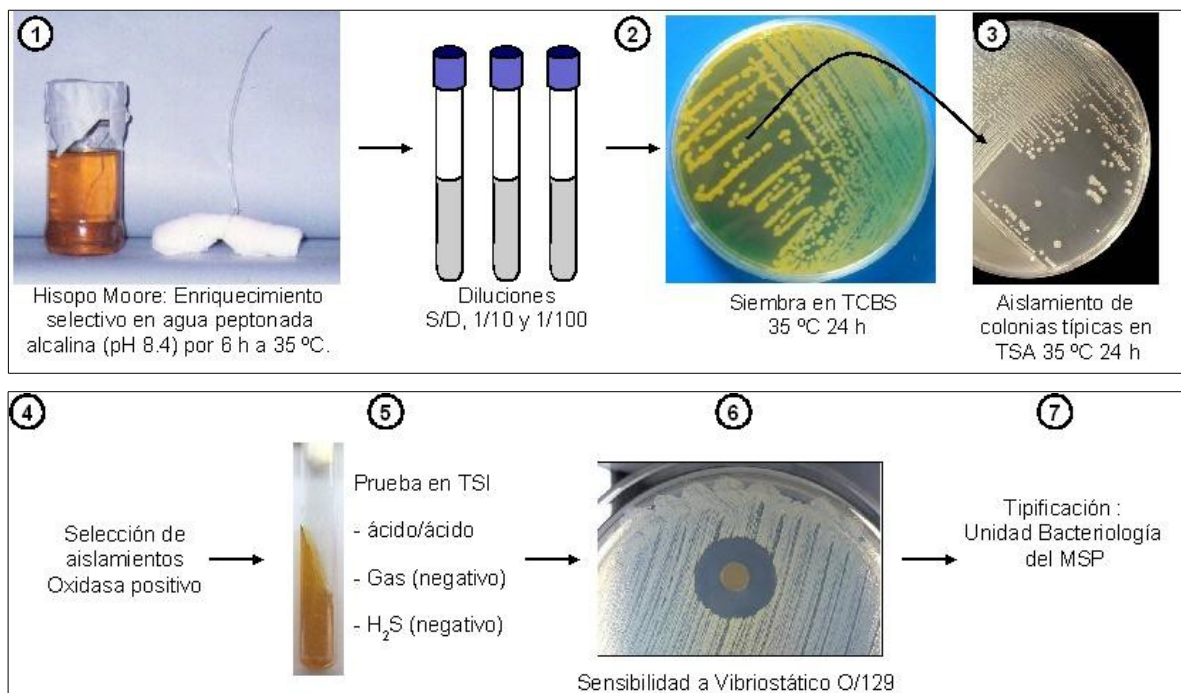 1
Hisopo Moore: Enriquecimiento
selectivo en agua peptonada
alcalina (pH 8.4) por 6 h a 35 ºC.
Diluciones
S/D, 1/10 y 1/100
2
Siembra en TCBS
35 ºC 24 h
3
Aislamiento de
colonias típicas en
TSA 35 ºC 24 h
4
Selección de
aislamientos
Oxidasa positivo
5
Prueba en TSI
- ácido/ácido
- Gas (negativo)
- H₂S (negativo)
6
Sensibilidad a Vibriostático O/129
7
Tipificación :
Unidad Bacteriología
del MSP